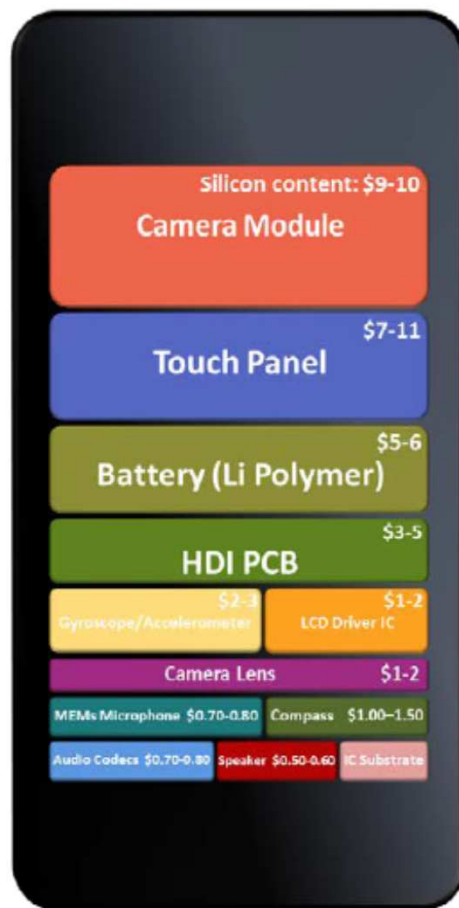 Silicon content: $9-10
Camera Module
$7-11
Touch Panel
$5-6
Battery (Li Polymer)
$3-5
HDI PCB
$2-3
Gyroscope/Accelerometer
$1-2
LCD Driver IC
Camera Lens $1-2
MEMs Microphone $0.70-0.80
Compass $1.00–1.50
Audio Codecs $0.70-0.80
Speaker $0.50-0.60
IC Substrate